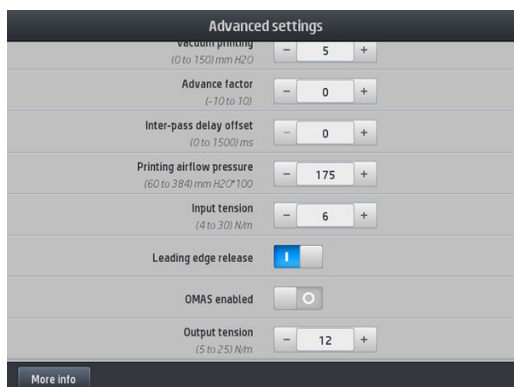 Advanced settings
Vacuum printing
(0 to 150) mm H2O
- 5 +
Advance factor
(-10 to 10)
- 0 +
Inter-pass delay offset
(0 to 1500) ms
- 0 +
Printing airflow pressure
(60 to 384) mm H2O*100
- 175 +
Input tension
(4 to 30) N/m
- 6 +
Leading edge release
I
OMAS enabled
O
Output tension
(5 to 25) N/m
- 12 +
More info